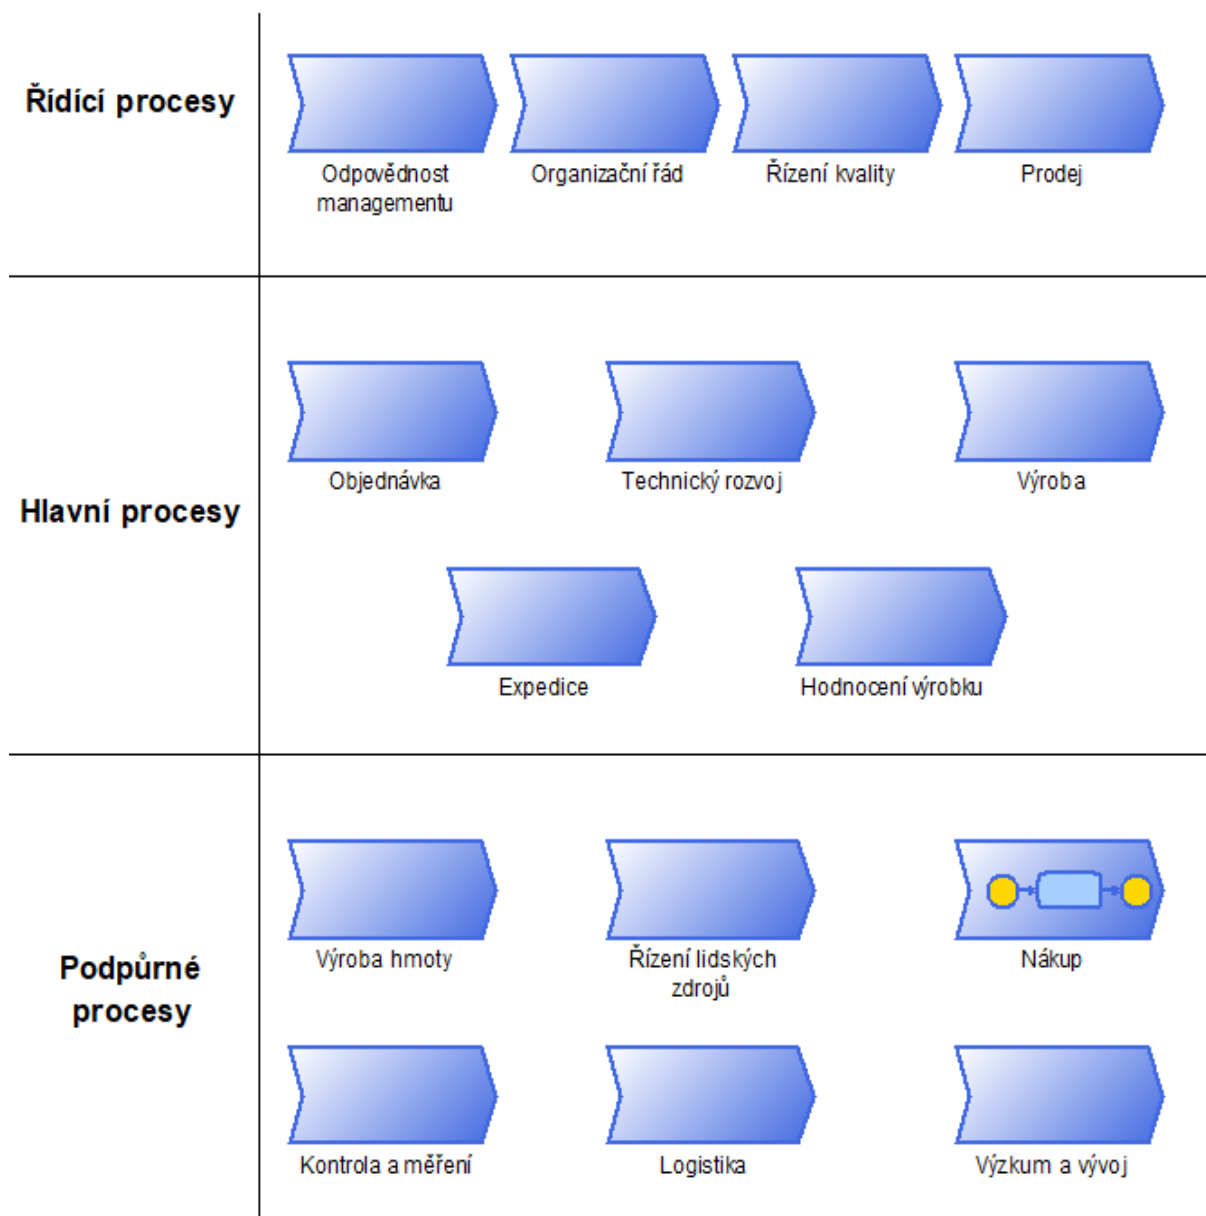 Řídící procesy
Odpovědnost
managementu
Organizační řád
Řízení kvality
Prodej
Hlavní procesy
Objednávka
Technický rozvoj
Výroba
Expedice
Hodnocení výrobku
Podpůrné
procesy
Výroba hmoty
Řízení lidských
zdrojů
Nákup
Kontrola a měření
Logistika
Výzkum a vývoj